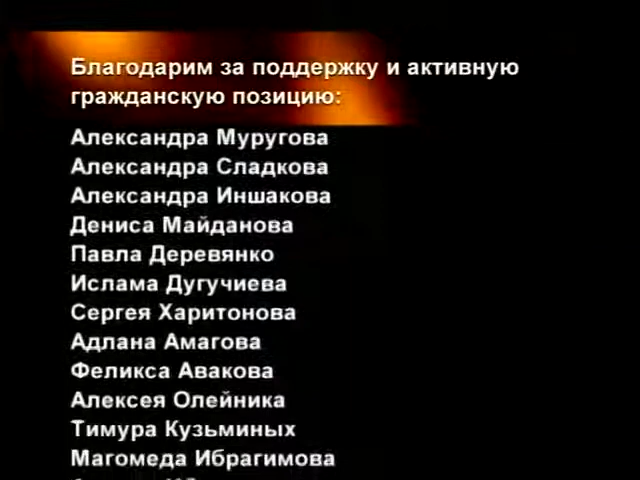 Благодарим за поддержку и активную
гражданскую позицию:
Александра Муругова
Александра Сладкова
Александра Иншакова
Дениса Майданова
Павла Деревянко
Ислама Дугучиева
Сергея Харитонова
Адлана Амагова
Феликса Авакова
Алексея Олейника
Тимура Кузьминых
Магомеда Ибрагимова